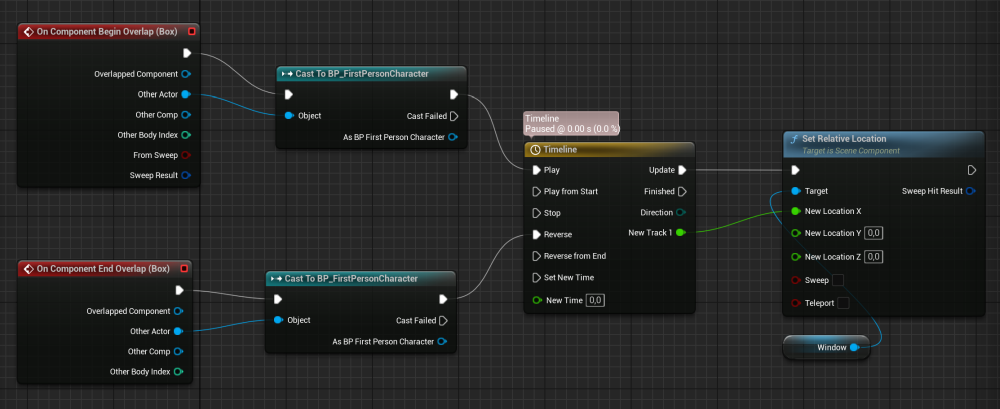 On Component Begin Overlap (Box)
Overlapped Component
Other Actor
Other Comp
Other Body Index
From Sweep
Sweep Result
Cast To BP_FirstPersonCharacter
Object
Cast Failed
As BP First Person Character
On Component End Overlap (Box)
Overlapped Component
Other Actor
Other Comp
Other Body Index
Cast To BP_FirstPersonCharacter
Object
Cast Failed
As BP First Person Character
Timeline
Paused @ 0.00 s (0.0 %)
Timeline
Play
Update
Play from Start
Finished
Stop
Direction
Reverse
New Track 1
Reverse from End
Set New Time
New Time 0,0
f Set Relative Location
Target is Scene Component
Target
Sweep Hit Result
New Location X
New Location Y 0,0
New Location Z 0,0
Sweep
Teleport
Window